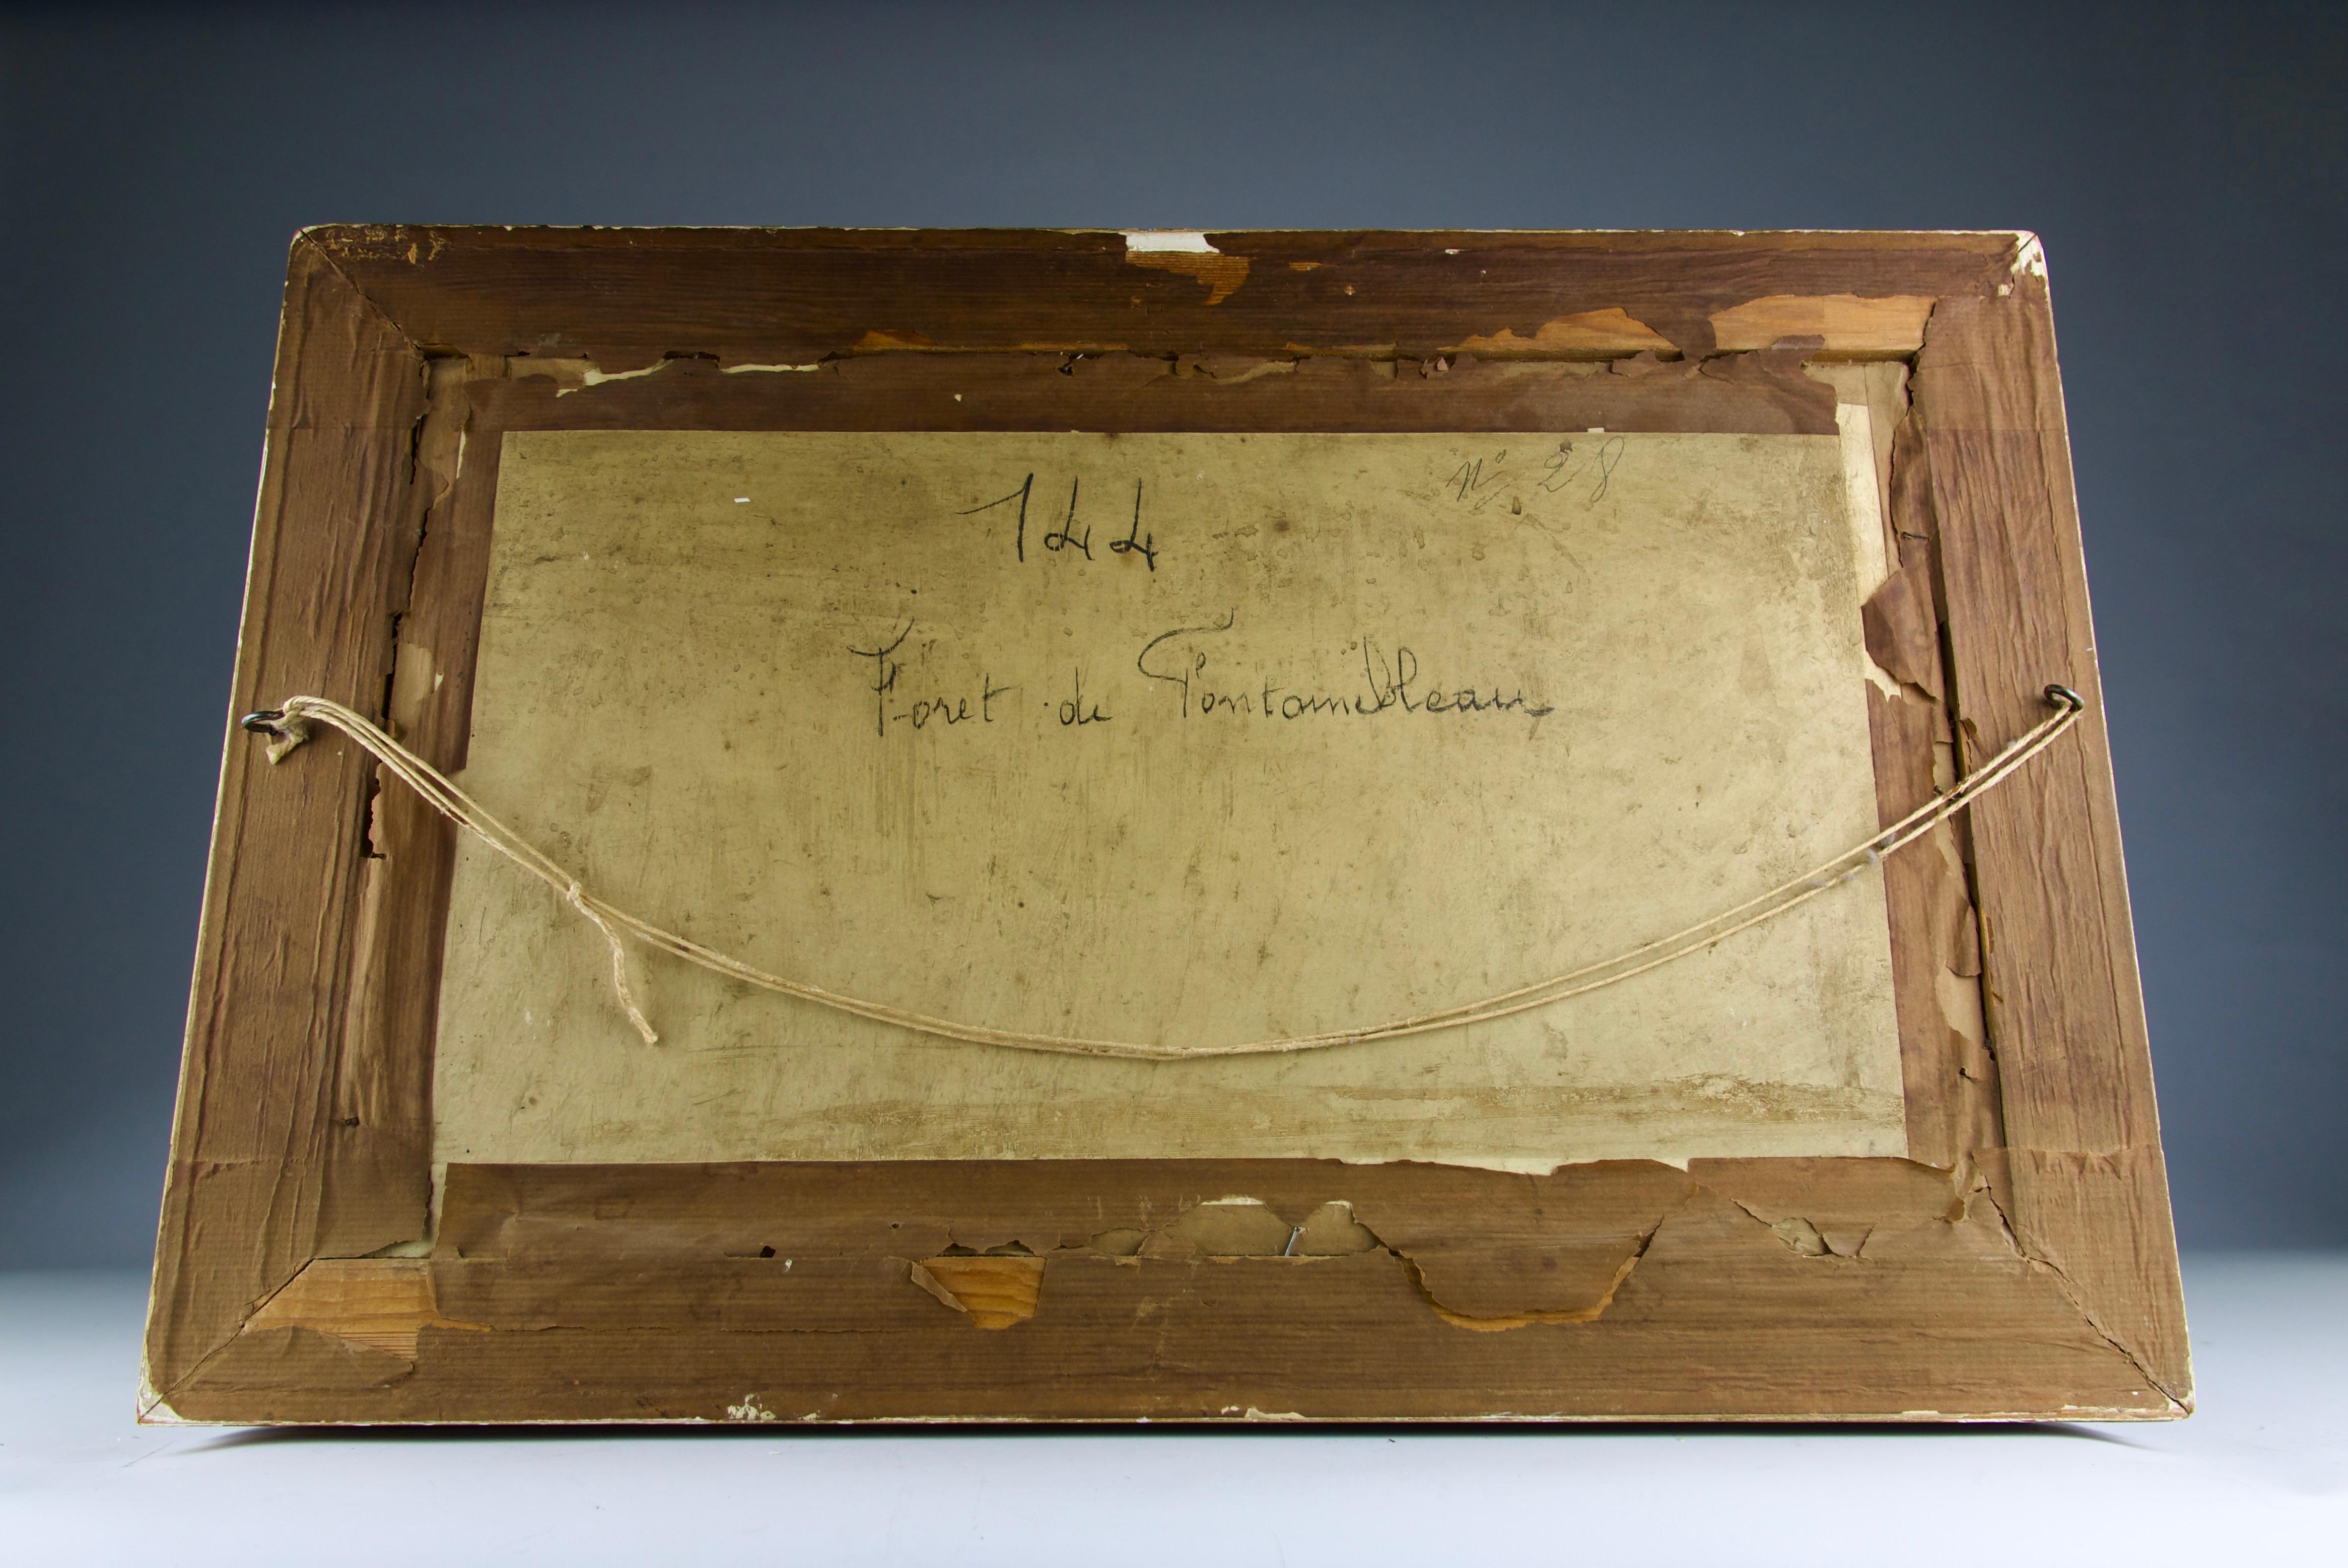 N° 28
144
Foret de Fontainebleau